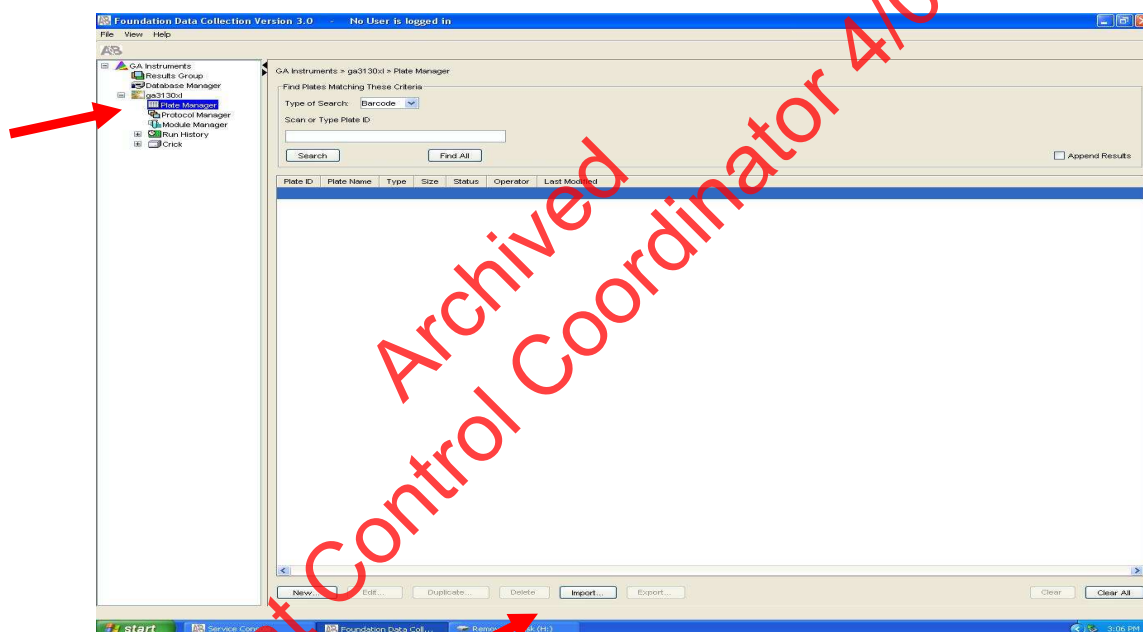 Foundation Data Collection Version 3.0 - No User is logged in
File View Help
AB
GA Instruments
Results Group
Database Manager
ga3130xl
Plate Manager
Protocol Manager
Module Manager
Run History
Crick
GA Instruments > ga3130xl > Plate Manager
Find Plates Matching These Criteria
Type of Search: Barcode
Scan or Type Plate ID
Search Find All Append Results
Plate ID Plate Name Type Size Status Operator Last Modified
Archived
Control Coordinator 4/0
New... Edit... Duplicate... Delete Import... Export... Clear Clear All
start Service Con Foundation Data Coll... (H:) 3:06 PM